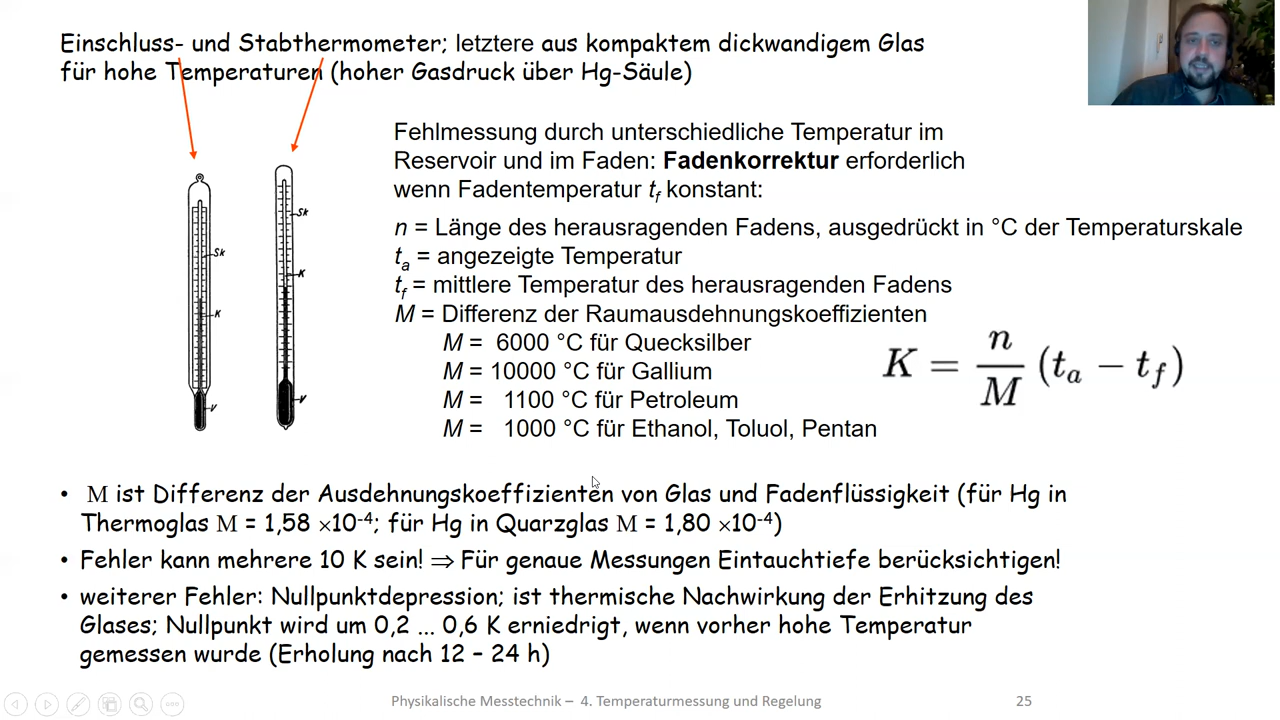 Einschluss- und Stabthermometer; letztere aus kompaktem dickwandigem Glas
für hohe Temperaturen (hoher Gasdruck über Hg-Säule)
Fehlmessung durch unterschiedliche Temperatur im
Reservoir und im Faden: Fadenkorrektur erforderlich
wenn Fadentemperatur t_f konstant:
n = Länge des herausragenden Fadens, ausgedrückt in °C der Temperaturskale
t_a = angezeigte Temperatur
t_f = mittlere Temperatur des herausragenden Fadens
M = Differenz der Raumausdehnungskoeffizienten
M = 6000 °C für Quecksilber
M = 10000 °C für Gallium
M = 1100 °C für Petroleum
M = 1000 °C für Ethanol, Toluol, Pentan
K = n/M (t_a − t_f)
Sk
K
V
Sk
K
V
• M ist Differenz der Ausdehnungskoeffizienten von Glas und Fadenflüssigkeit (für Hg in
Thermoglas M = 1,58 ×10⁻⁴; für Hg in Quarzglas M = 1,80 ×10⁻⁴)
• Fehler kann mehrere 10 K sein! ⇒ Für genaue Messungen Eintauchtiefe berücksichtigen!
• weiterer Fehler: Nullpunktdepression; ist thermische Nachwirkung der Erhitzung des
Glases; Nullpunkt wird um 0,2 ... 0,6 K erniedrigt, wenn vorher hohe Temperatur
gemessen wurde (Erholung nach 12 – 24 h)
Physikalische Messtechnik – 4. Temperaturmessung und Regelung
25